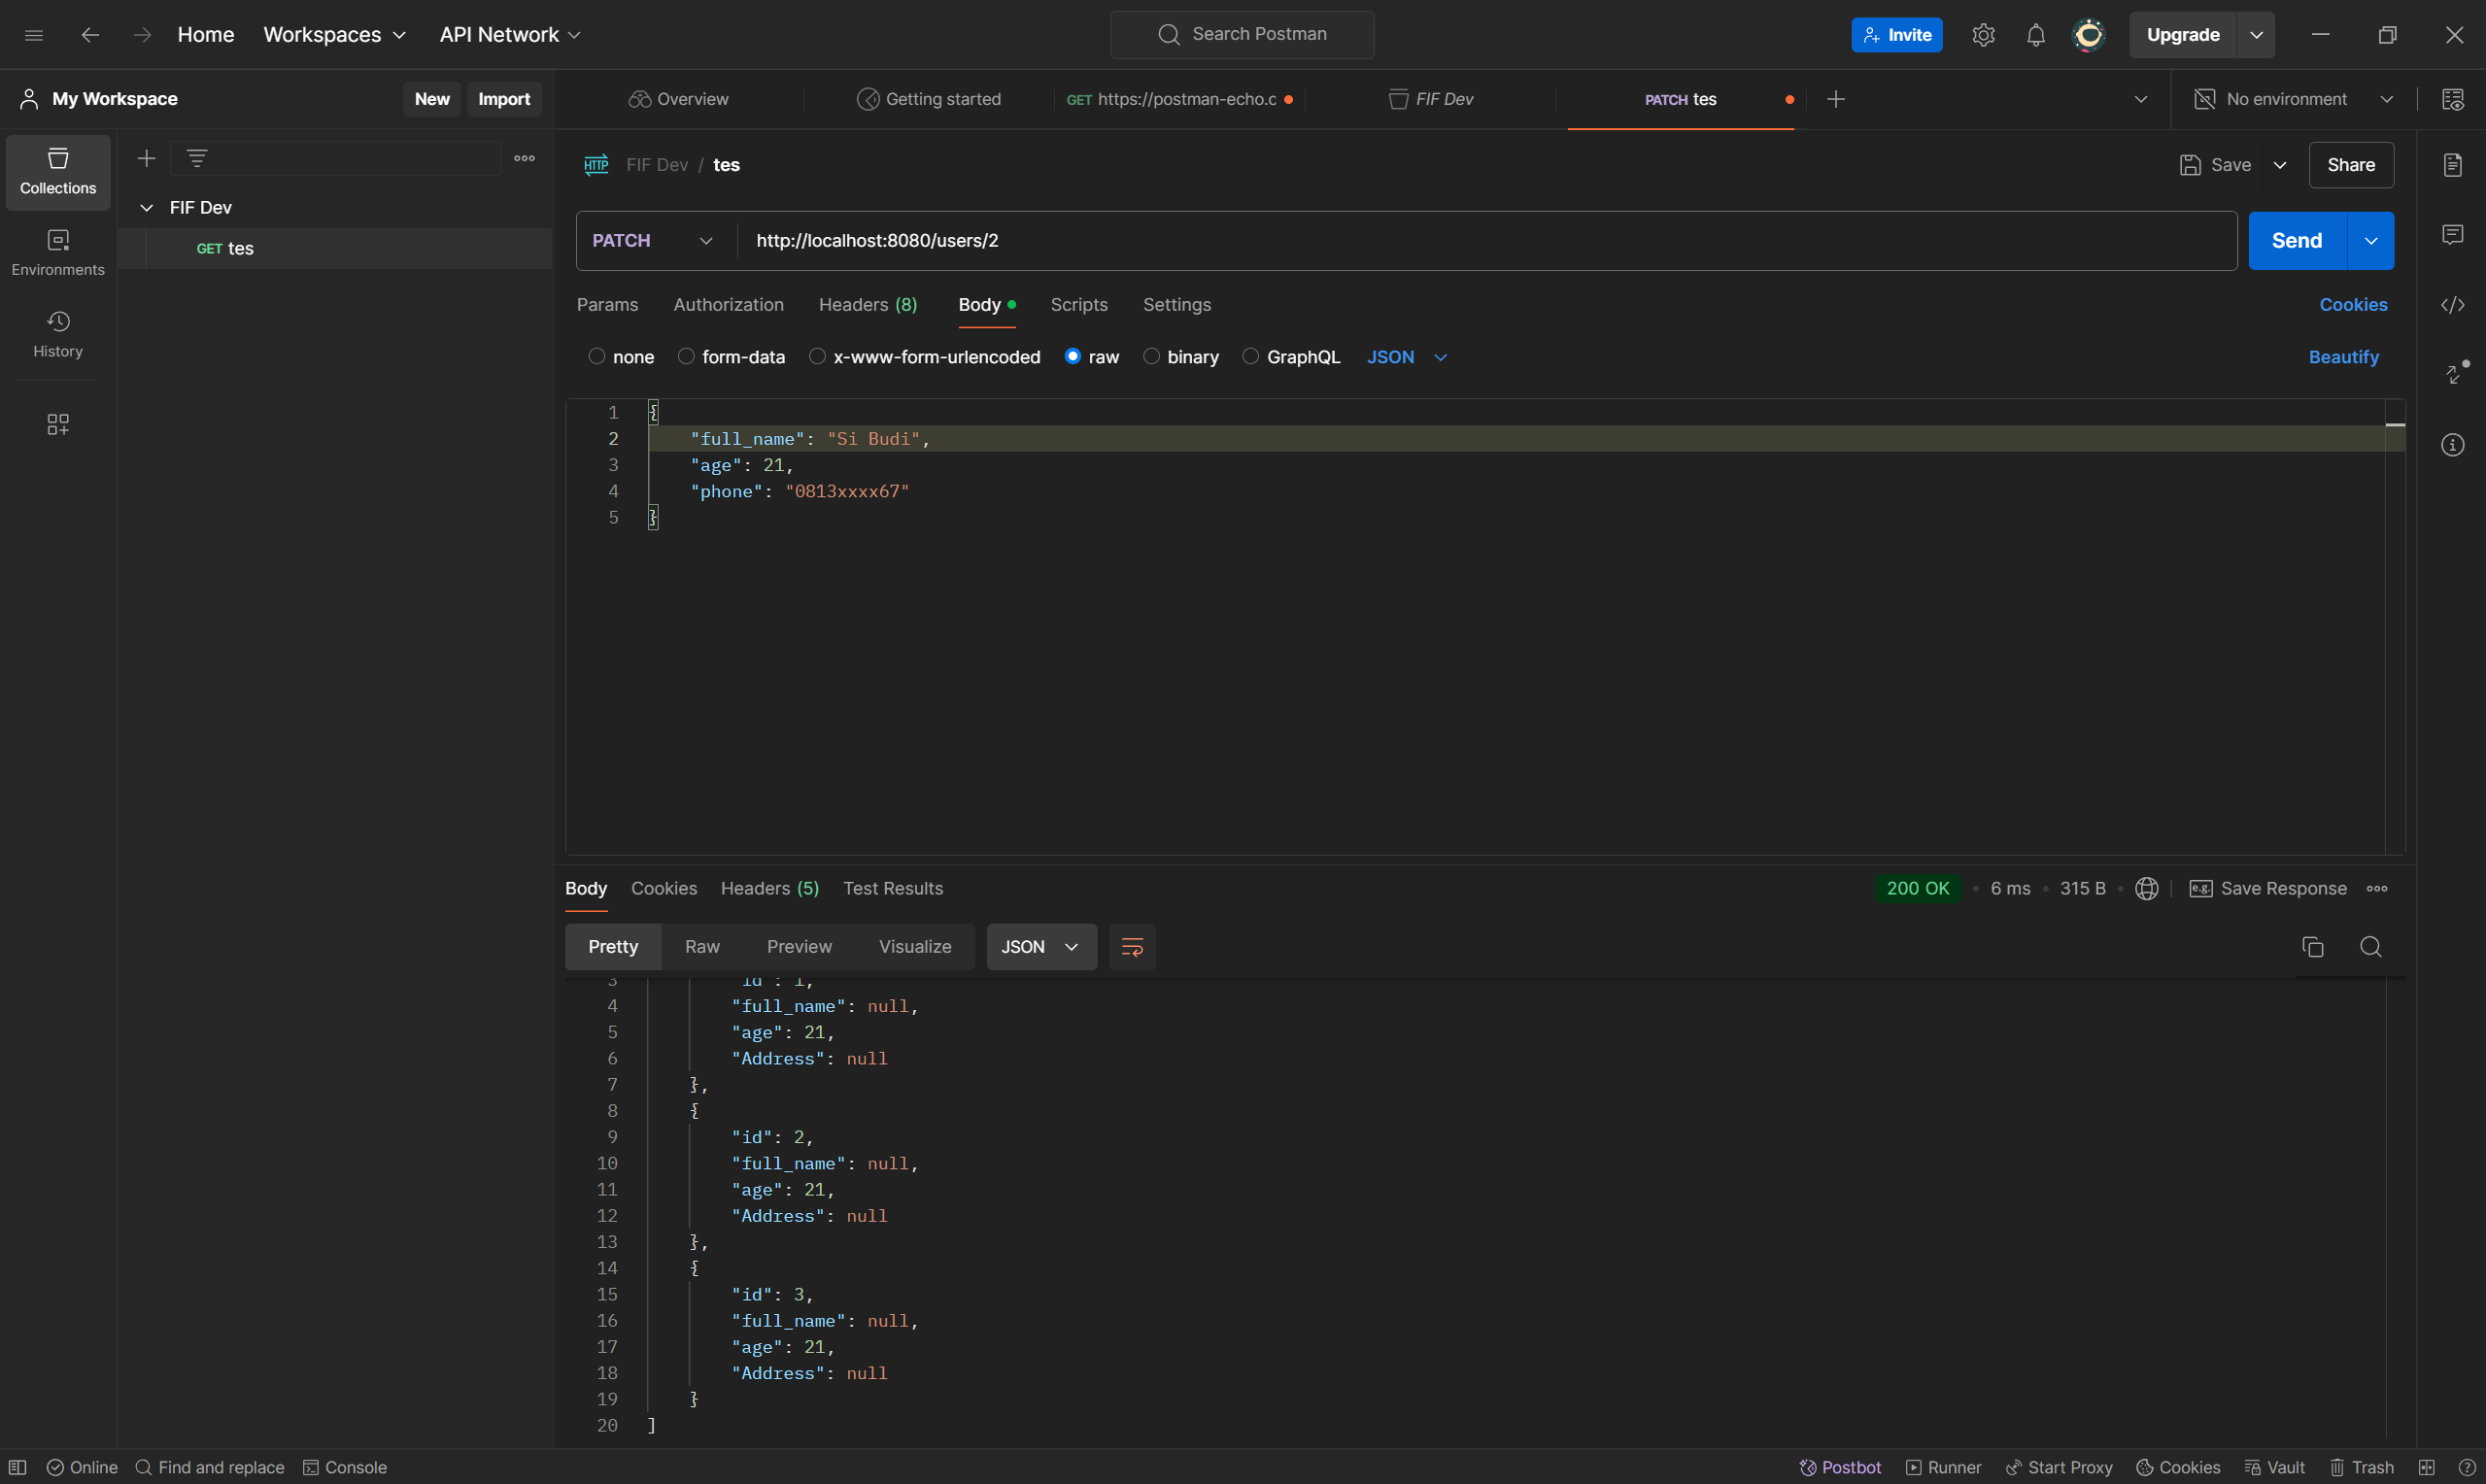 Home Workspaces API Network Search Postman Invite Upgrade
My Workspace New Import Overview Getting started GET https://postman-echo.c FIF Dev PATCH tes No environment
Collections
Environments
History
FIF Dev
GET tes
HTTP FIF Dev / tes Save Share
PATCH http://localhost:8080/users/2 Send
Params Authorization Headers (8) Body Scripts Settings Cookies
none form-data x-www-form-urlencoded raw binary GraphQL JSON Beautify
1 {
2 "full_name": "Si Budi",
3 "age": 21,
4 "phone": "0813xxxx67"
5 }
Body Cookies Headers (5) Test Results 200 OK 6 ms 315 B e.g. Save Response
Pretty Raw Preview Visualize JSON
3 "id": 1,
4 "full_name": null,
5 "age": 21,
6 "Address": null
7 },
8 {
9 "id": 2,
10 "full_name": null,
11 "age": 21,
12 "Address": null
13 },
14 {
15 "id": 3,
16 "full_name": null,
17 "age": 21,
18 "Address": null
19 }
20 ]
Online Find and replace Console Postbot Runner Start Proxy Cookies Vault Trash